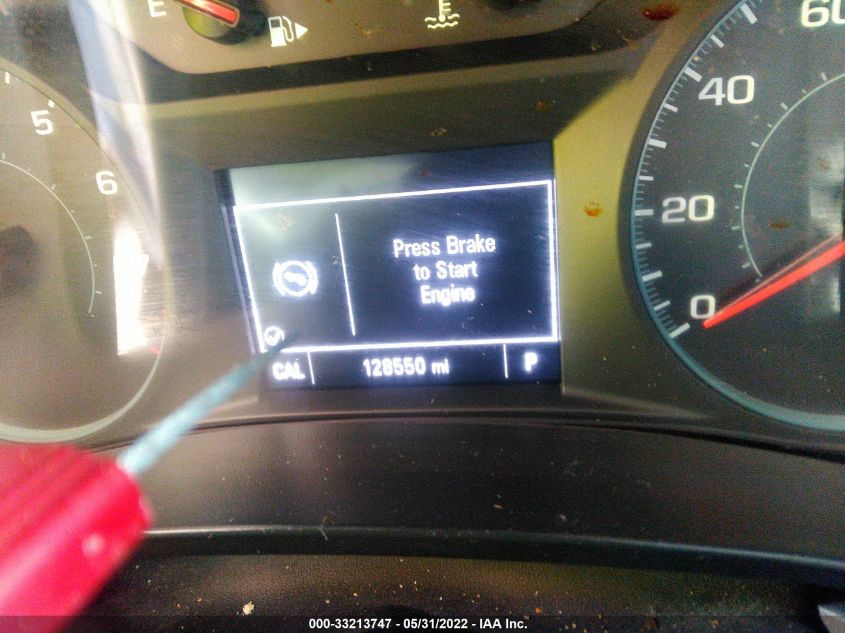 E
5
6
60
40
20
0
Press Brake
to Start
Engine
CAL 128550 mi P
000-33213747 - 05/31/2022 - IAA Inc.